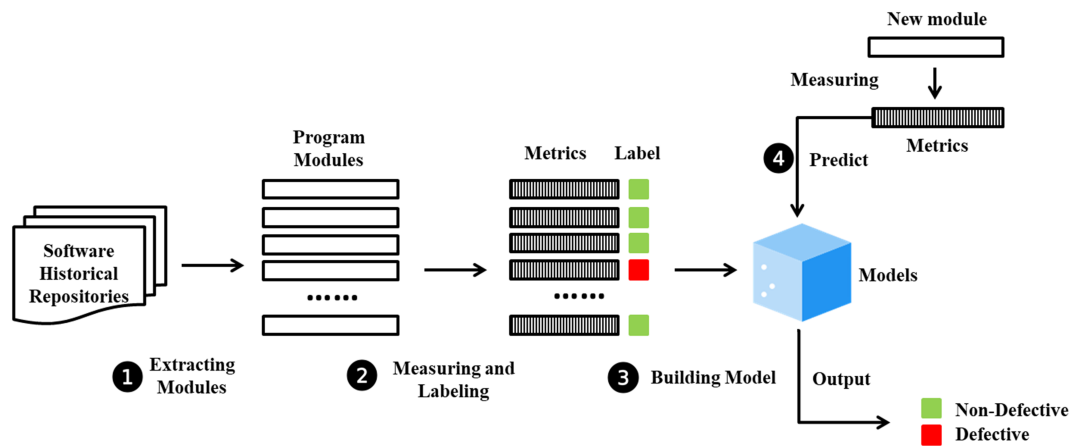 New module
Measuring
Metrics
Program
Modules
Metrics
Label
4
Predict
Software
Historical
Repositories
......
......
Models
1
Extracting
Modules
2
Measuring and
Labeling
3
Building Model
Output
Non-Defective
Defective